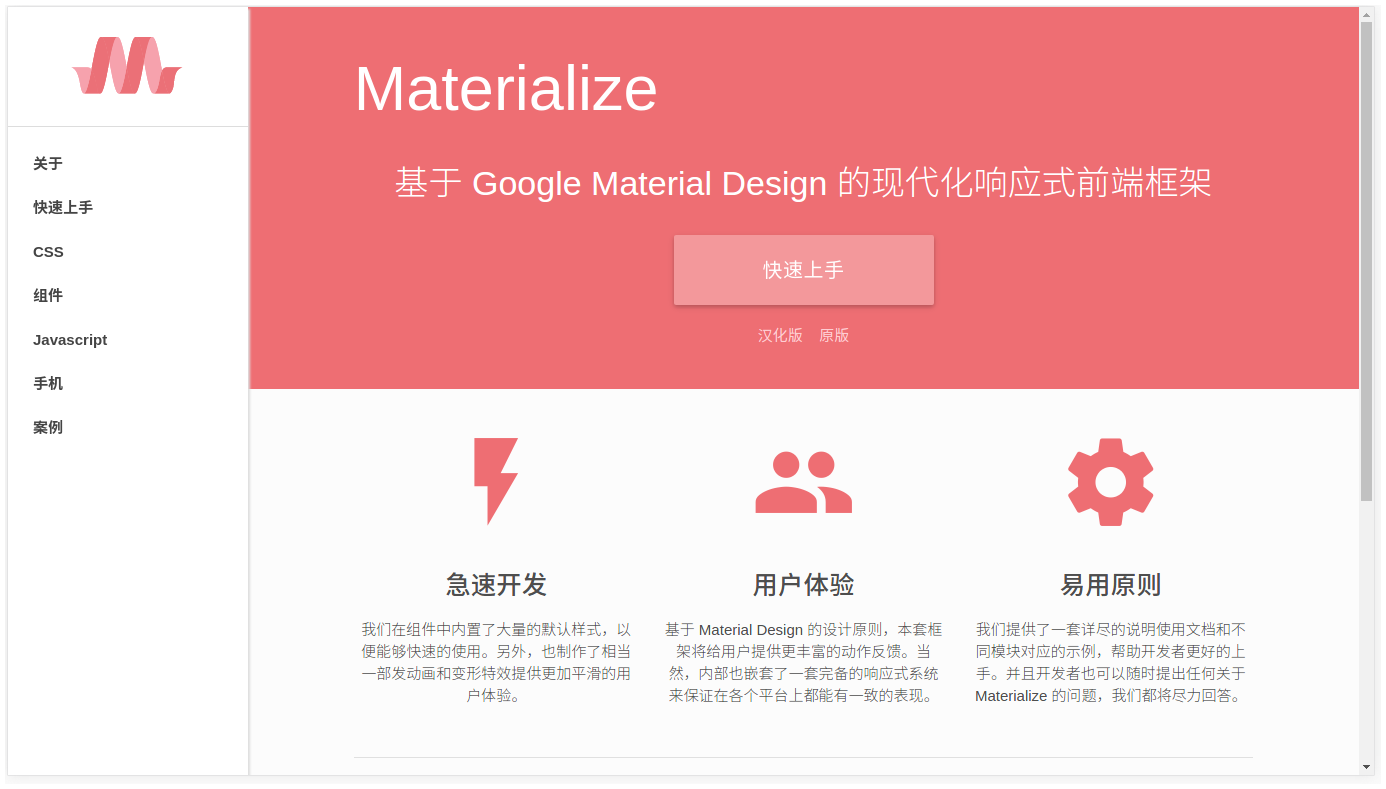 关于
快速上手
CSS
组件
Javascript
手机
案例
Materialize
基于 Google Material Design 的现代化响应式前端框架
快速上手
汉化版 原版
急速开发
我们在组件中内置了大量的默认样式，以
便能够快速的使用。另外，也制作了相当
一部发动画和变形特效提供更加平滑的用
户体验。
用户体验
基于 Material Design 的设计原则，本套框
架将给用户提供更丰富的动作反馈。当
然，内部也嵌套了一套完备的响应式系统
来保证在各个平台上都能有一致的表现。
易用原则
我们提供了一套详尽的说明使用文档和不
同模块对应的示例，帮助开发者更好的上
手。并且开发者也可以随时提出任何关于
Materialize 的问题，我们都将尽力回答。